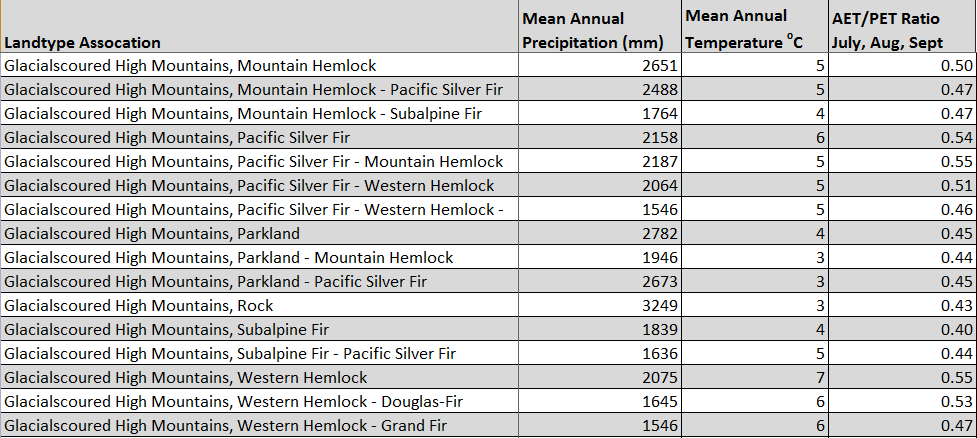 Landtype Assocation Mean Annual Precipitation (mm) Mean Annual Temperature °C AET/PET Ratio July, Aug, Sept
Glacialscoured High Mountains, Mountain Hemlock 2651 5 0.50
Glacialscoured High Mountains, Mountain Hemlock - Pacific Silver Fir 2488 5 0.47
Glacialscoured High Mountains, Mountain Hemlock - Subalpine Fir 1764 4 0.47
Glacialscoured High Mountains, Pacific Silver Fir 2158 6 0.54
Glacialscoured High Mountains, Pacific Silver Fir - Mountain Hemlock 2187 5 0.55
Glacialscoured High Mountains, Pacific Silver Fir - Western Hemlock 2064 5 0.51
Glacialscoured High Mountains, Pacific Silver Fir - Western Hemlock - 1546 5 0.46
Glacialscoured High Mountains, Parkland 2782 4 0.45
Glacialscoured High Mountains, Parkland - Mountain Hemlock 1946 3 0.44
Glacialscoured High Mountains, Parkland - Pacific Silver Fir 2673 3 0.45
Glacialscoured High Mountains, Rock 3249 3 0.43
Glacialscoured High Mountains, Subalpine Fir 1839 4 0.40
Glacialscoured High Mountains, Subalpine Fir - Pacific Silver Fir 1636 5 0.44
Glacialscoured High Mountains, Western Hemlock 2075 7 0.55
Glacialscoured High Mountains, Western Hemlock - Douglas-Fir 1645 6 0.53
Glacialscoured High Mountains, Western Hemlock - Grand Fir 1546 6 0.47